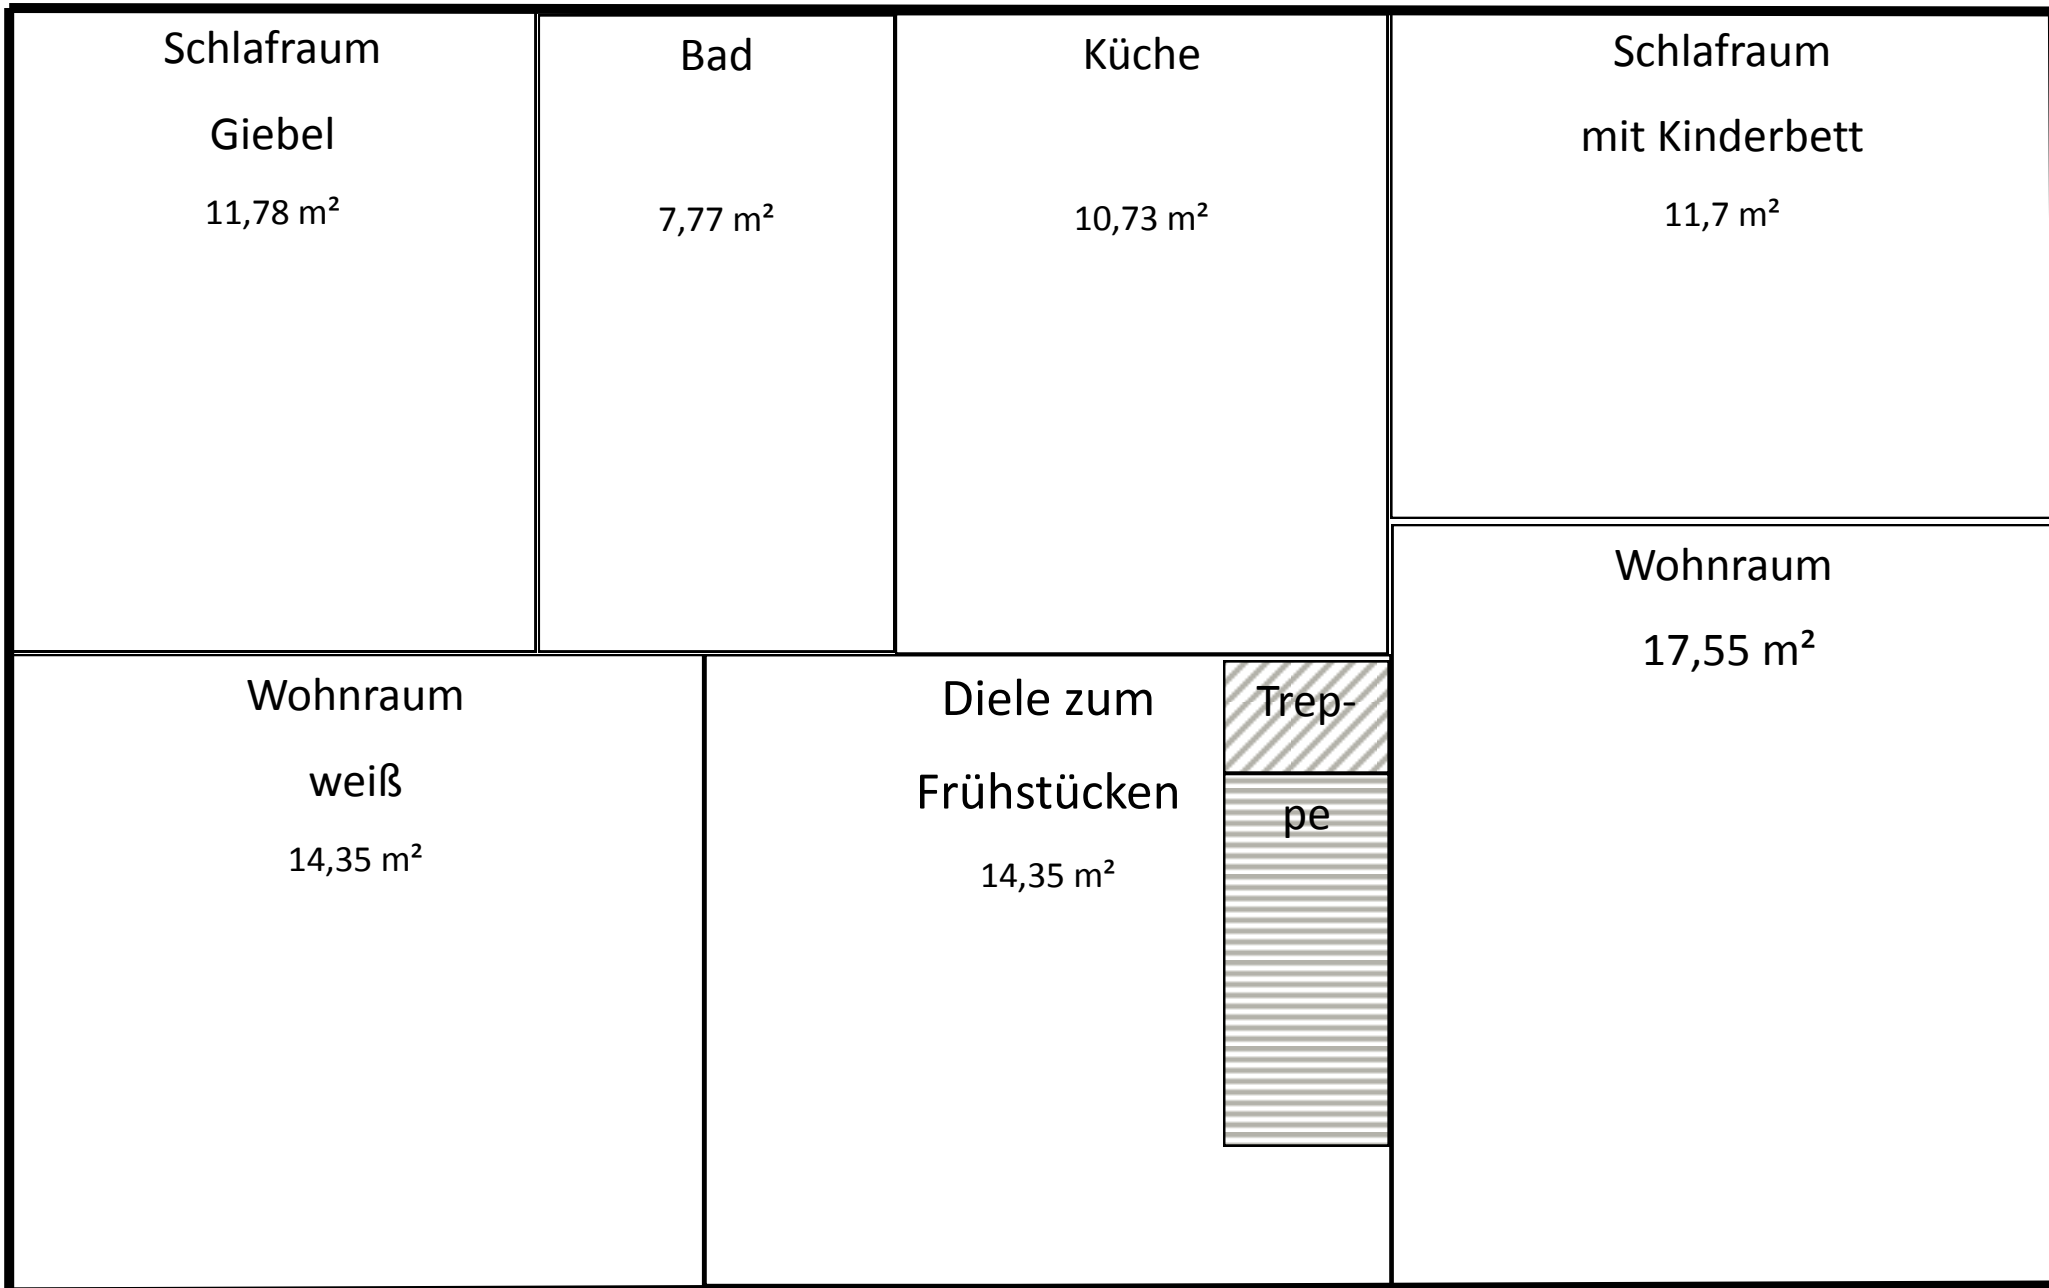 Schlafraum
Giebel
11,78 m²
Bad
7,77 m²
Küche
10,73 m²
Schlafraum
mit Kinderbett
11,7 m²
Wohnraum
weiß
14,35 m²
Diele zum
Frühstücken
14,35 m²
Trep-
pe
Wohnraum
17,55 m²